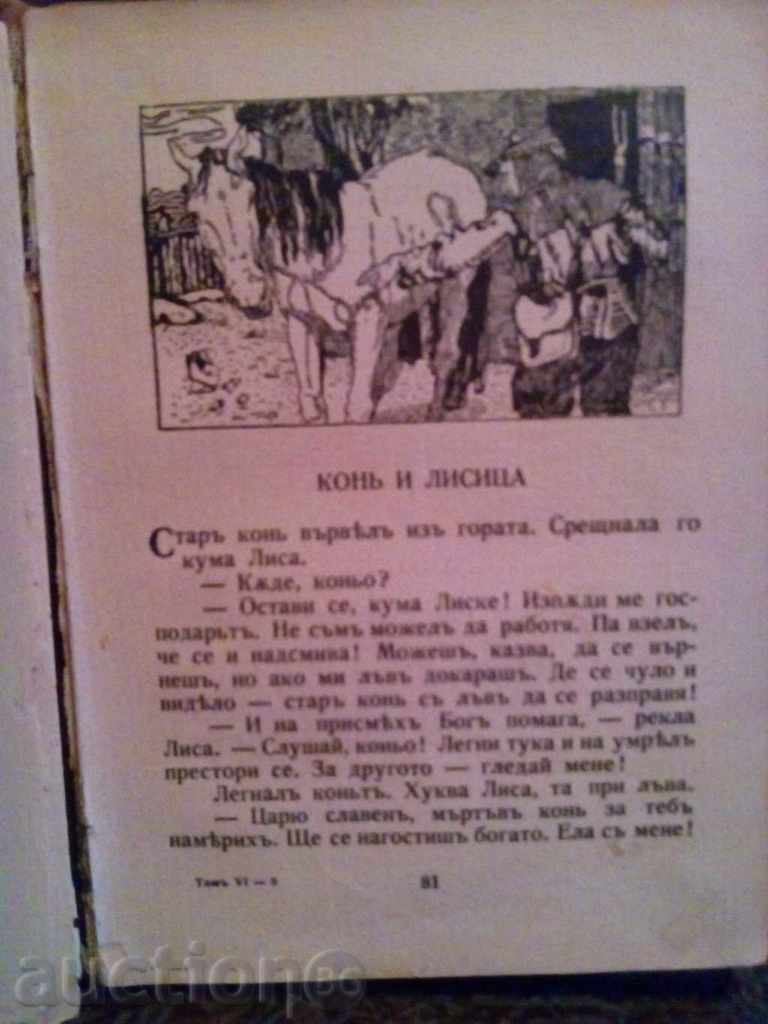 КОНЬ И ЛИСИЦА
Старъ конь вървѣлъ изъ гората. Срещнала го
кума Лиса.
— Кѫде, коньо?
— Остави се, кума Лиске! Изпѫди ме гос-
подарьтъ. Не съмъ можелъ да работя. Па взелъ,
че се и надсмива! Можешъ, казва, да се вър-
нешъ, но ако ми лъвъ докарашъ. Де се чуло и
видѣло — старъ конь съ лъвъ да се разправя!
— И на присмѣхъ Богъ помага, — рекла
Лиса. — Слушай, коньо! Легни тука и на умрѣлъ
престори се. За другото — гледай мене!
Легналъ коньтъ. Хуква Лиса, та при лъва.
— Царю славенъ, мъртъвъ конь за тебъ
намѣрихъ. Ще се нагостишъ богато. Ела съ мене!
Томъ VI — 6
81
auction.bg